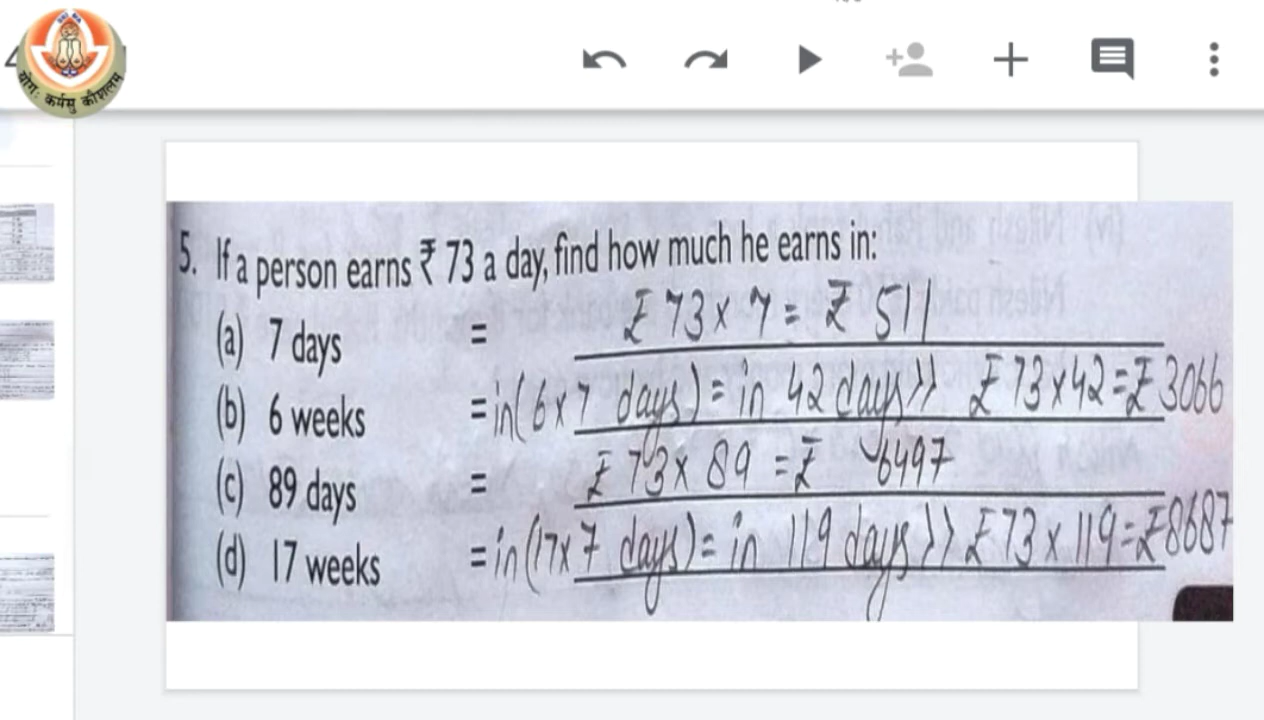 योगः कर्मसु कौशलम्
5. If a person earns ₹ 73 a day, find how much he earns in:
(a) 7 days = ₹ 73 x 7 = ₹ 511
(b) 6 weeks = in( 6 x 7 days ) = in 42 days >> ₹ 73 x 42 = ₹ 3066
(c) 89 days = ₹ 73 x 89 = ₹ 6497
(d) 17 weeks = in (17 x 7 days) = in 119 days >> ₹ 73 x 119 = ₹ 8687